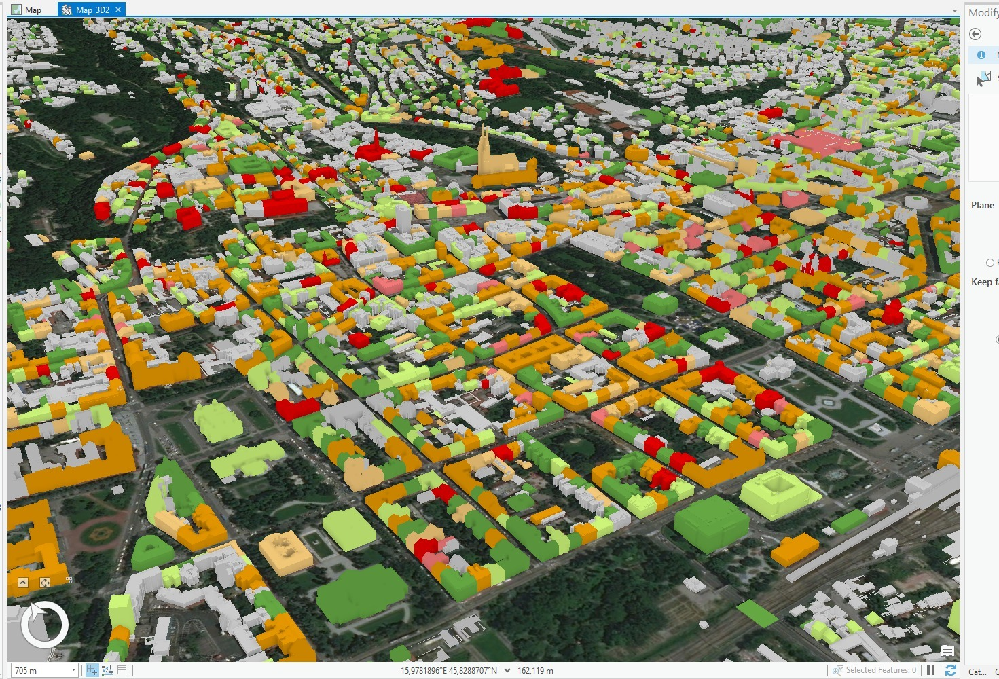 Map
Map_3D2
Modify
Plane
Keep f
705 m
15,9781896°E 45,8288707°N
162,119 m
Selected Features: 0
Cat...